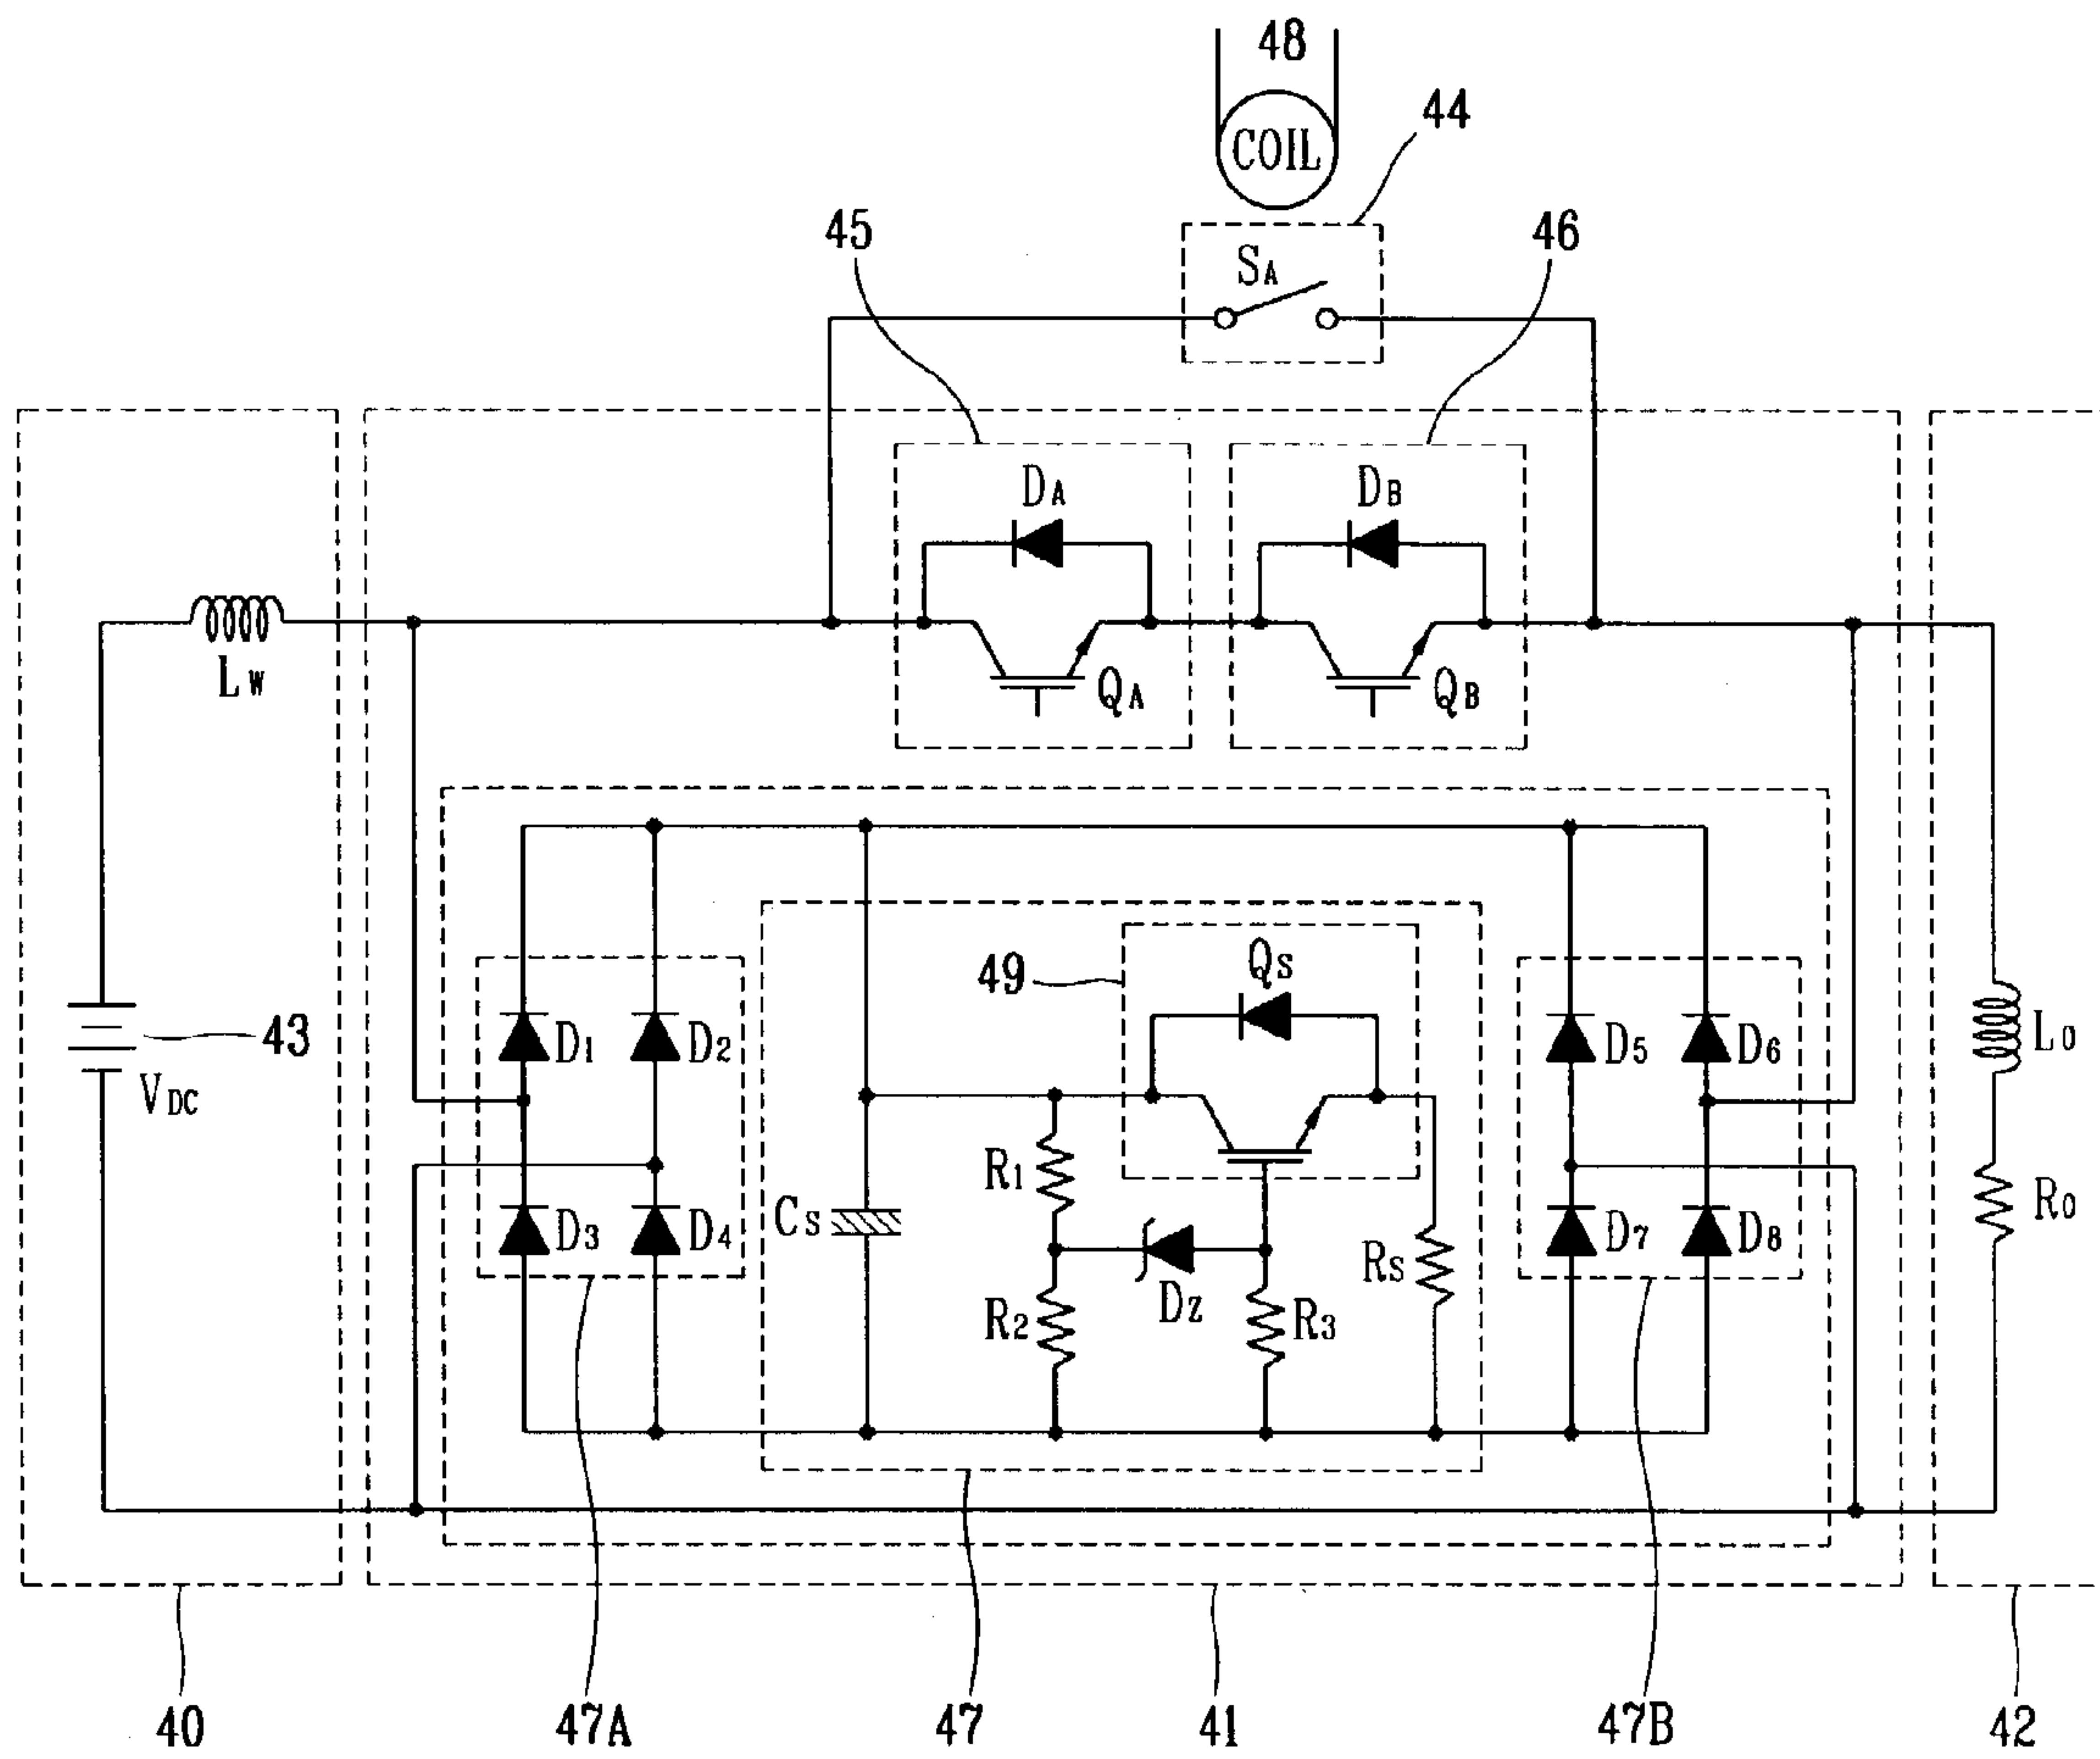 48
COIL
44
45
46
SA
DA
DB
LW
QA
QB
49
QS
43
VDC
D1
D2
D5
D6
L0
R1
CS
D3
D4
DZ
RS
D7
D8
R0
R2
R3
40
47A
47
41
47B
42